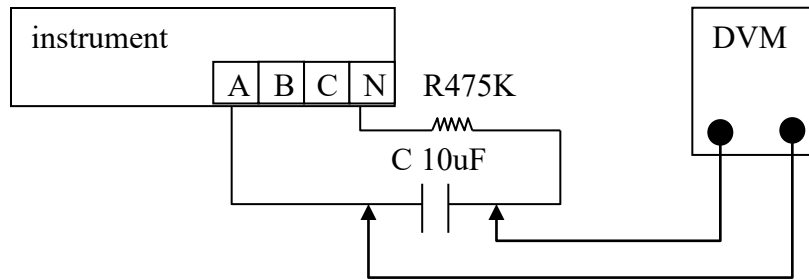 instrument
DVM
A B C N
R475K
C 10uF